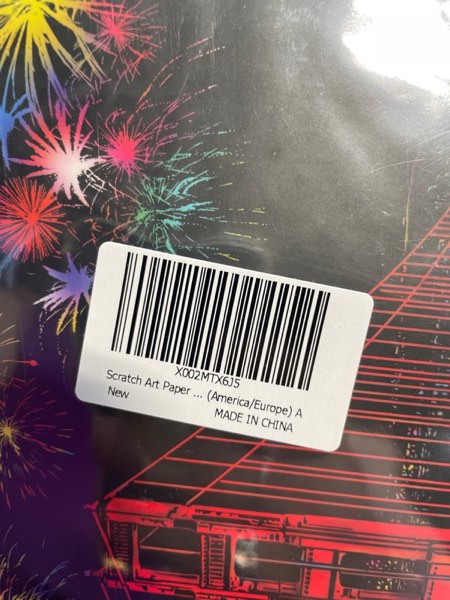 X002MTX6J5
Scratch Art Paper ... (America/Europe) A
New
MADE IN CHINA